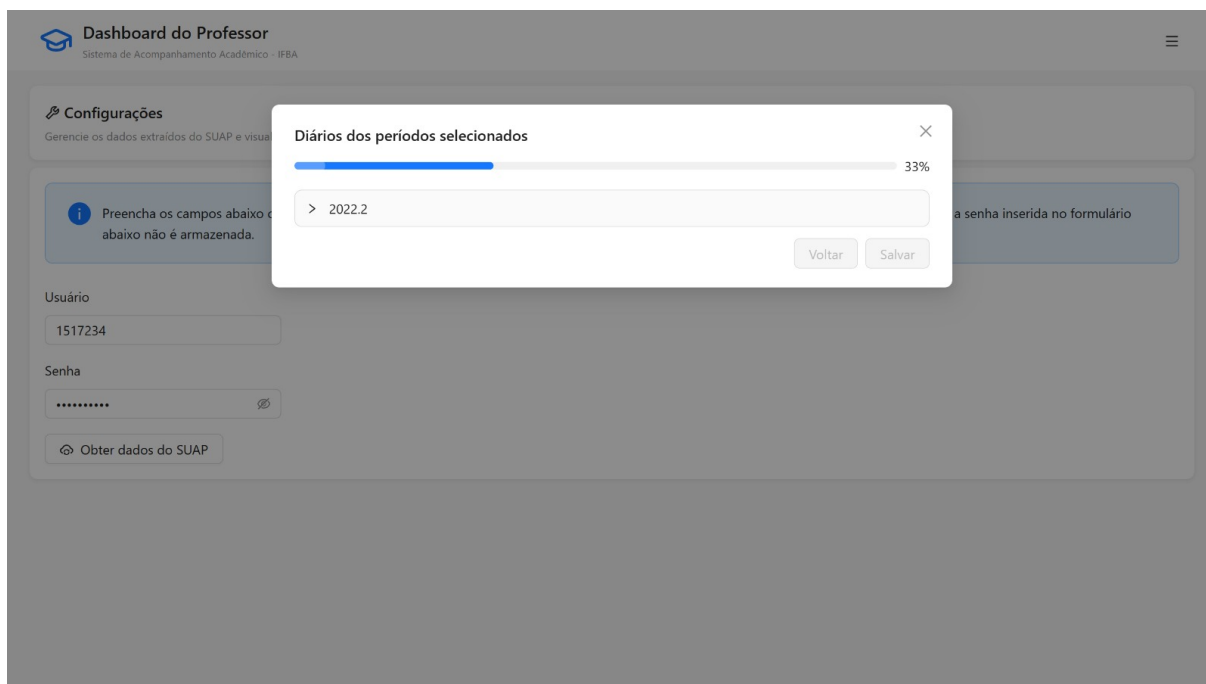 Dashboard do Professor
Sistema de Acompanhamento Acadêmico - IFBA
Configurações
Gerencie os dados extraídos do SUAP e visual
Diários dos períodos selecionados
33%
2022.2
Voltar
Salvar
Preencha os campos abaixo
a senha inserida no formulário
abaixo não é armazenada.
Usuário
1517234
Senha
Obter dados do SUAP